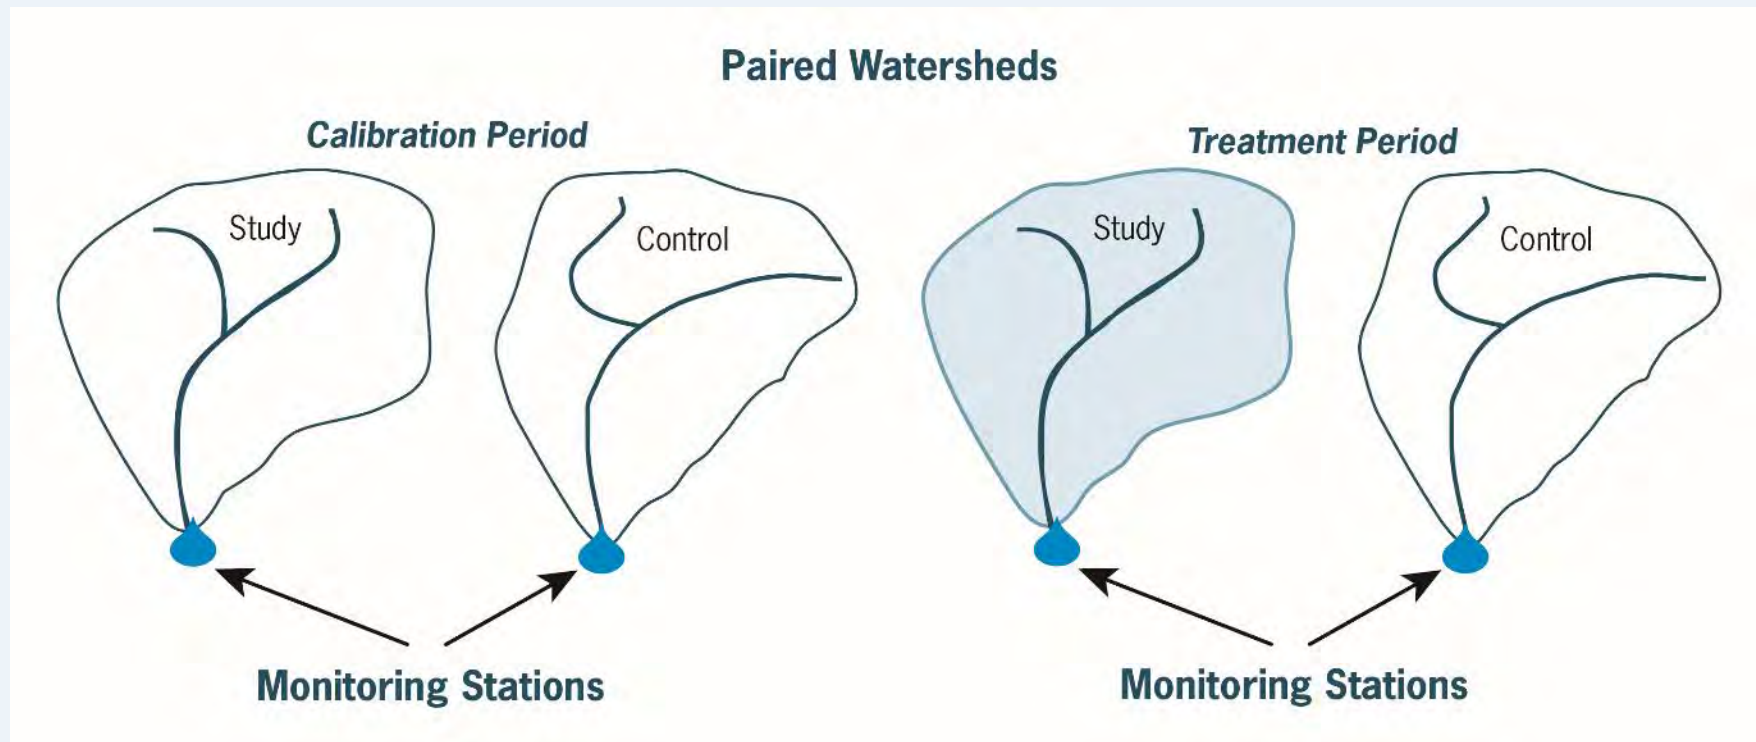 Paired Watersheds
Calibration Period
Treatment Period
Study
Control
Study
Control
Monitoring Stations
Monitoring Stations